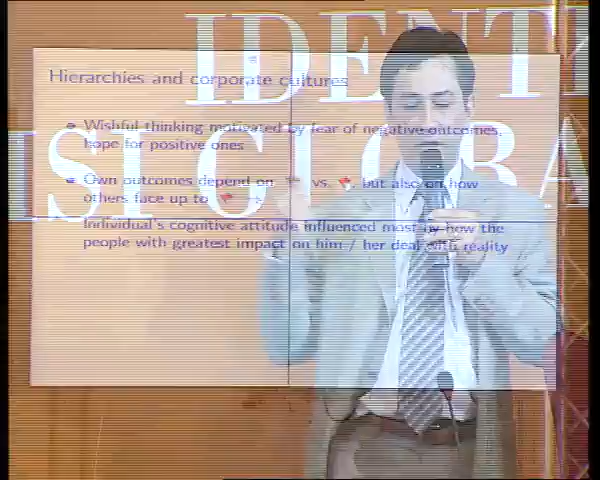 IDENT
ISI GLOBA
Hierarchies and corporate cultures
Wishful thinking motivated by fear of negative outcomes,
hope for positive ones
Own outcomes depend on vs. , but also on how
others face up to
Individual's cognitive attitude influenced most by how the
people with greatest impact on him / her deal with reality